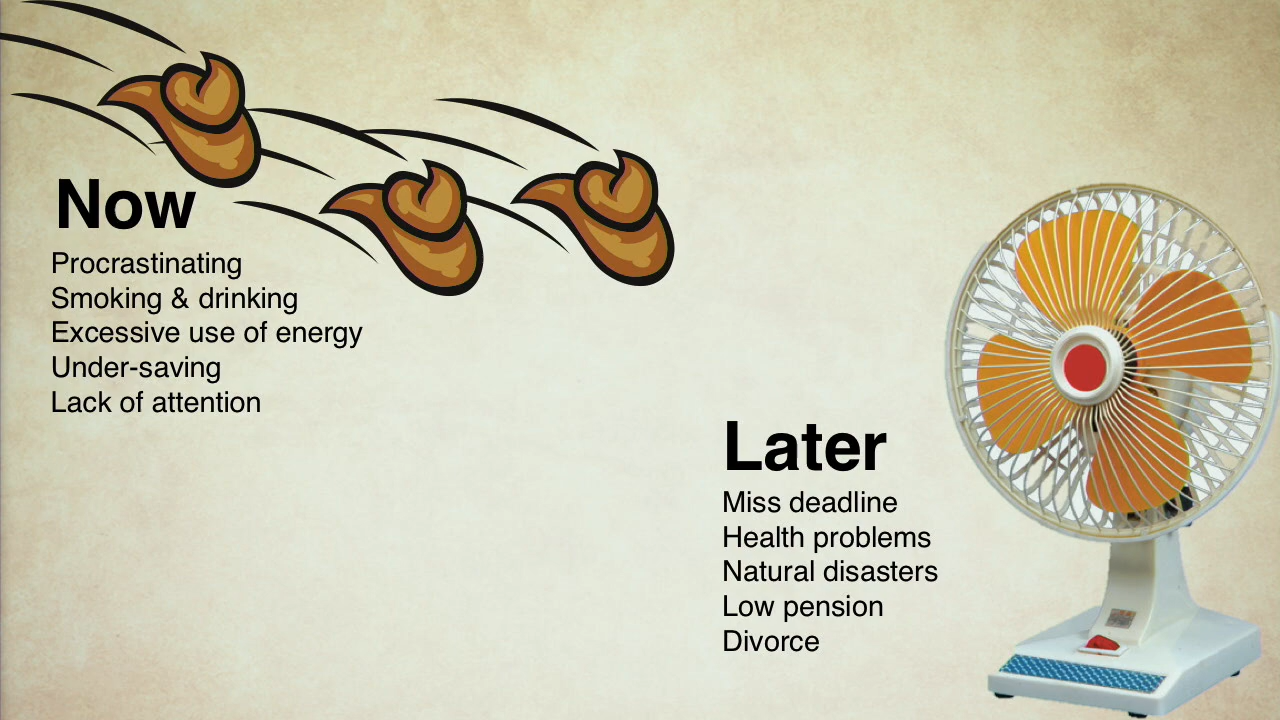 Now
Procrastinating
Smoking & drinking
Excessive use of energy
Under-saving
Lack of attention
Later
Miss deadline
Health problems
Natural disasters
Low pension
Divorce